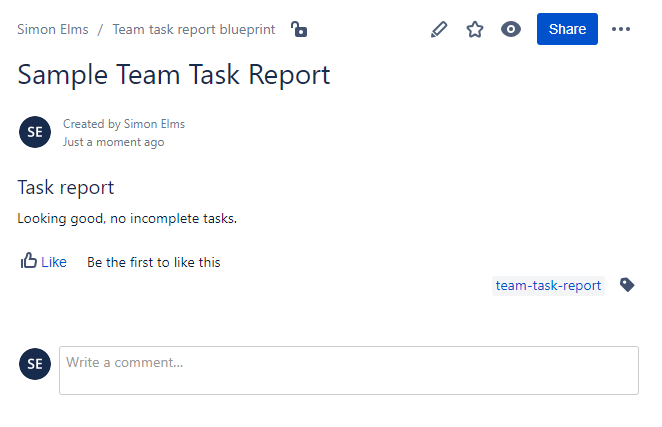 Simon Elms / Team task report blueprint
Share
Sample Team Task Report
SE
Created by Simon Elms
Just a moment ago
Task report
Looking good, no incomplete tasks.
Like Be the first to like this
team-task-report
SE
Write a comment...